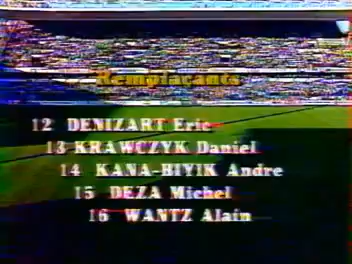 Remplaçants
12 DENIZART Eric
13 KRAWCZYK Daniel
14 KANA-BIYIK Andre
15 DEZA Michel
16 WANTZ Alain